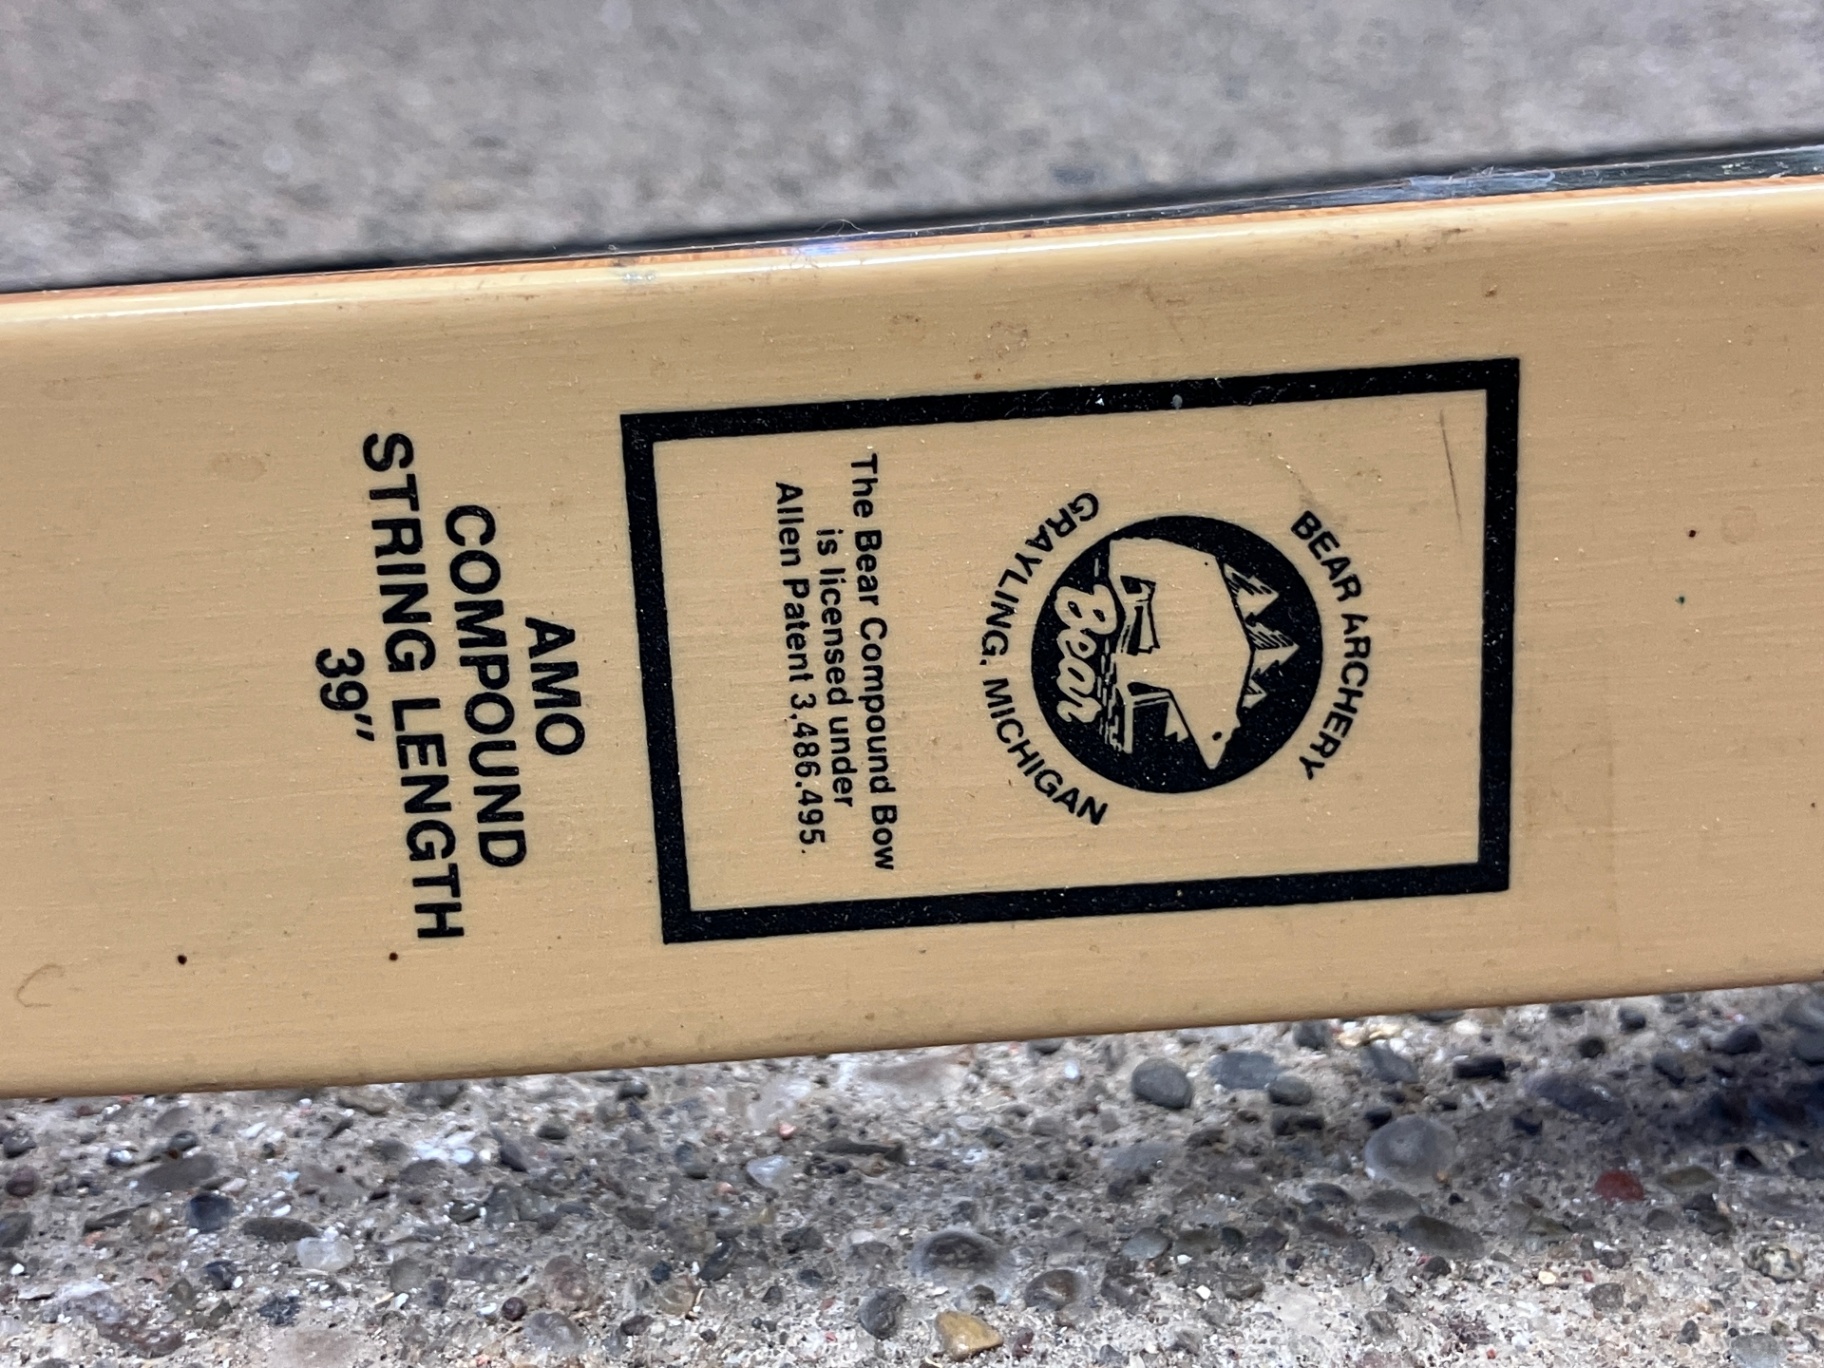 BEAR ARCHERY
Bear
GRAYLING, MICHIGAN
The Bear Compound Bow
is licensed under
Allen Patent 3,486,495.
AMO
COMPOUND
STRING LENGTH
39"